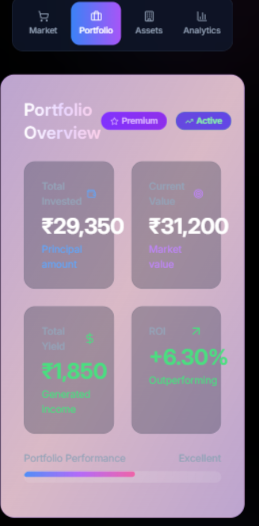 Market Portfolio Assets Analytics
Portfolio
Overview
Premium
Active
Total
Invested
₹29,350
Principal
amount
Current
Value
₹31,200
Market
value
Total
Yield
₹1,850
Generated
income
ROI
+6.30%
Outperforming
Portfolio Performance Excellent